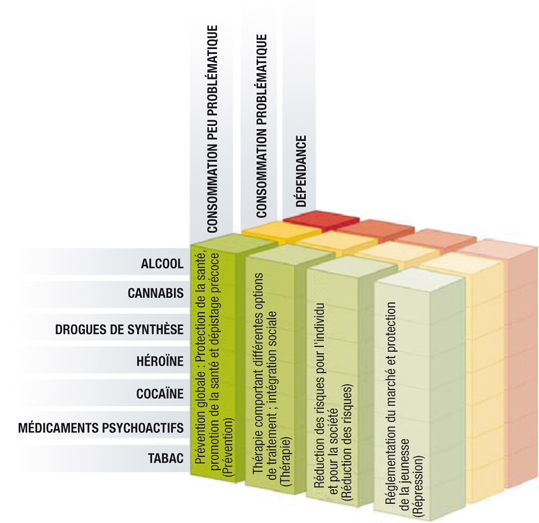 CONSOMMATION PEU PROBLÉMATIQUE
CONSOMMATION PROBLÉMATIQUE
DÉPENDANCE
ALCOOL
CANNABIS
DROGUES DE SYNTHÈSE
HÉROÏNE
COCAÏNE
MÉDICAMENTS PSYCHOACTIFS
TABAC
Prévention globale : Protection de la santé,
promotion de la santé et dépistage précoce
(Prévention)
Thérapie comportant différentes options
de traitement ; intégration sociale
(Thérapie)
Réduction des risques pour l'individu
et pour la société
(Réduction des risques)
Réglementation du marché et protection
de la jeunesse
(Répression)